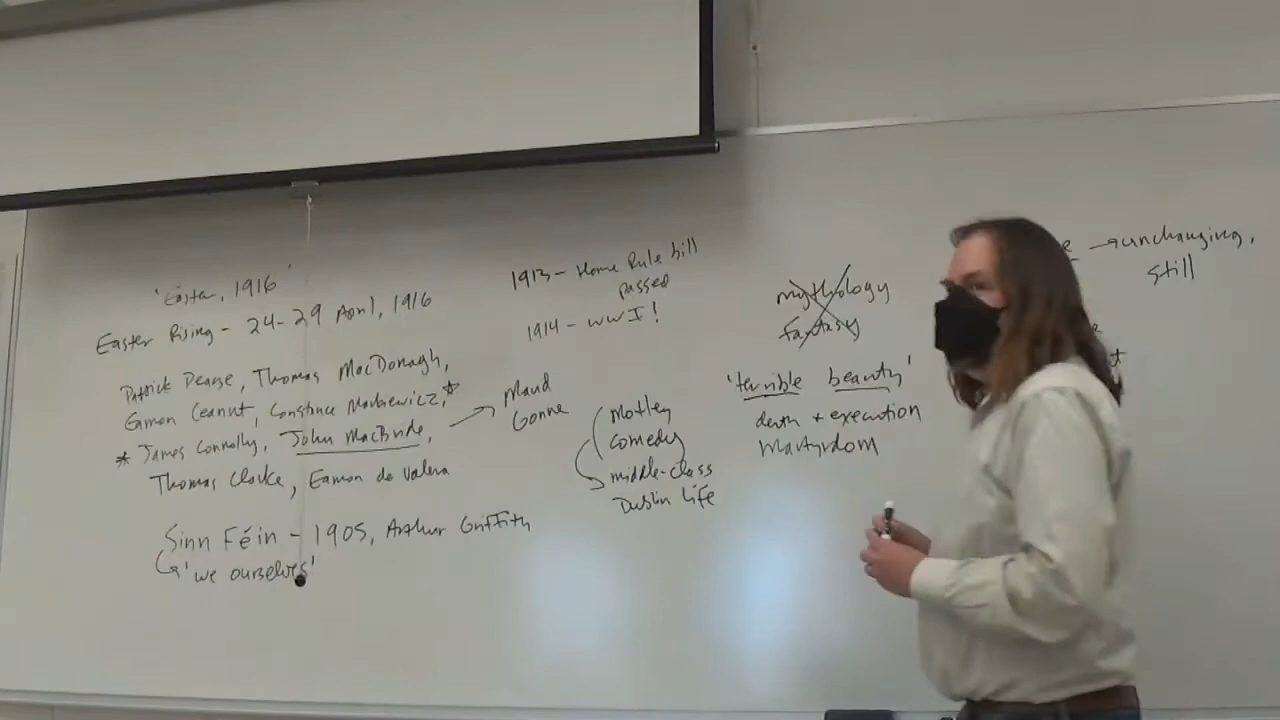 'Easter, 1916'
Easter Rising - 24-29 April, 1916
Patrick Pearse, Thomas MacDonagh,
Eamon Ceannt, Constance Markiewicz,*
* James Connolly, John MacBride,
Thomas Clarke, Eamon de Valera
Sinn Féin - 1905, Arthur Griffith
'we ourselves'
Maud
Gonne
1913 - Home Rule bill
passed
1914 - WWI!
Motley
comedy
middle-class
Dublin life
mythology
fantasy
'terrible beauty'
death + execution
Martyrdom
→ unchanging,
still